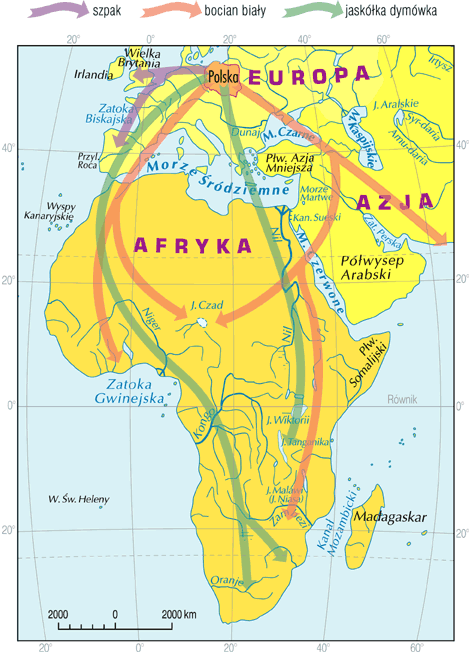 szpak
bocian biały
jaskółka dymówka
20°
0°
20°
40°
60°
Wielka
Brytania
Irlandia
Polska
EUROPA
Irtysz
Zatoka
Biskajska
J. Aralskie
Syr-daria
Amu-daria
M. Kaspijskie
Dunaj
M. Czarne
40°
40°
Przyl.
Roca
Płw. Azja
Mniejsza
Morze Śródziemne
Morze
Martwe
AZJA
Wyspy
Kanaryjskie
Kan. Sueski
Zat. Perska
AFRYKA
Nil
M. Czerwone
Półwysep
Arabski
20°
20°
J. Czad
Niger
Nil
Płw.
Somalijski
Zatoka
Gwinejska
0°
Równik
0°
Kongo
J. Wiktorii
J. Tanganika
W. Św. Heleny
J. Malawi
(J. Niasa)
Zambezi
Kanał
Mozambicki
Madagaskar
20°
20°
Oranje
2000
0
2000 km
20°
0°
20°
40°
60°